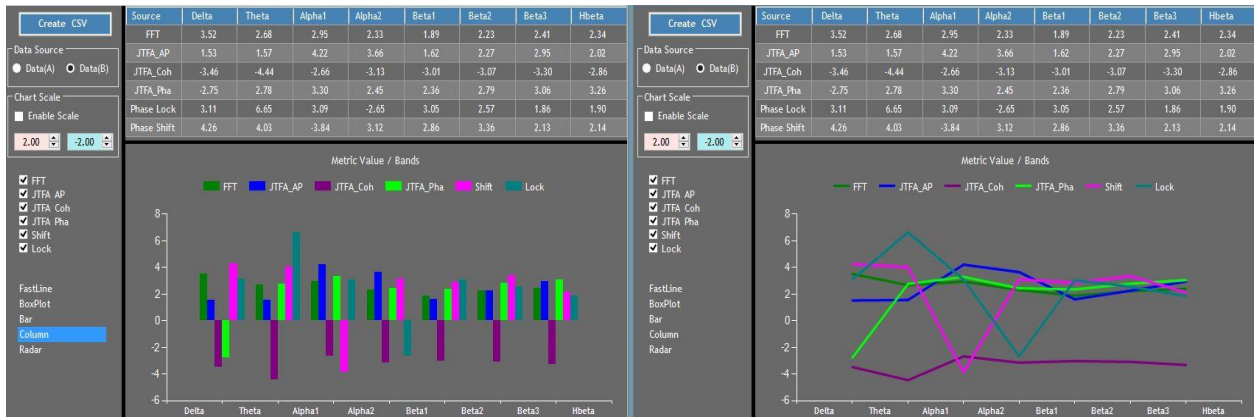 Create CSV
Data Source
Data(A) Data(B)
Chart Scale
Enable Scale
2.00 -2.00
FFT
JTFA AP
JTFA Coh
JTFA Pha
Shift
Lock
FastLine
BoxPlot
Bar
Column
Radar
Source Delta Theta Alpha1 Alpha2 Beta1 Beta2 Beta3 Hbeta
FFT 3.52 2.68 2.95 2.33 1.89 2.23 2.41 2.34
JTFA_AP 1.53 1.57 4.22 3.66 1.62 2.27 2.95 2.02
JTFA_Coh -3.46 -4.44 -2.66 -3.13 -3.01 -3.07 -3.30 -2.86
JTFA_Pha -2.75 2.78 3.30 2.45 2.36 2.79 3.06 3.26
Phase Lock 3.11 6.65 3.09 -2.65 3.05 2.57 1.86 1.90
Phase Shift 4.26 4.03 -3.84 3.12 2.86 3.36 2.13 2.14
Metric Value / Bands
FFT JTFA_AP JTFA_Coh JTFA_Pha Shift Lock
8
6
4
2
0
-2
-4
-6
Delta Theta Alpha1 Alpha2 Beta1 Beta2 Beta3 Hbeta
Create CSV
Data Source
Data(A) Data(B)
Chart Scale
Enable Scale
2.00 -2.00
FFT
JTFA AP
JTFA Coh
JTFA Pha
Shift
Lock
FastLine
BoxPlot
Bar
Column
Radar
Source Delta Theta Alpha1 Alpha2 Beta1 Beta2 Beta3 Hbeta
FFT 3.52 2.68 2.95 2.33 1.89 2.23 2.41 2.34
JTFA_AP 1.53 1.57 4.22 3.66 1.62 2.27 2.95 2.02
JTFA_Coh -3.46 -4.44 -2.66 -3.13 -3.01 -3.07 -3.30 -2.86
JTFA_Pha -2.75 2.78 3.30 2.45 2.36 2.79 3.06 3.26
Phase Lock 3.11 6.65 3.09 -2.65 3.05 2.57 1.86 1.90
Phase Shift 4.26 4.03 -3.84 3.12 2.86 3.36 2.13 2.14
Metric Value / Bands
FFT JTFA_AP JTFA_Coh JTFA_Pha Shift Lock
8
6
4
2
0
-2
-4
-6
Delta Theta Alpha1 Alpha2 Beta1 Beta2 Beta3 Hbeta